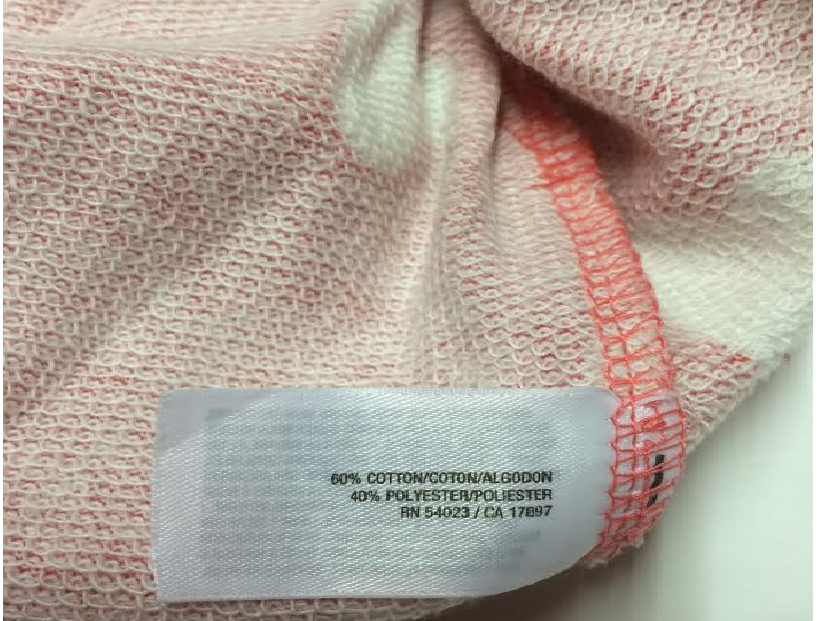 60% COTTON/COTON/ALGODON
40% POLYESTER/POLIESTER
RN 54023 / CA 17897